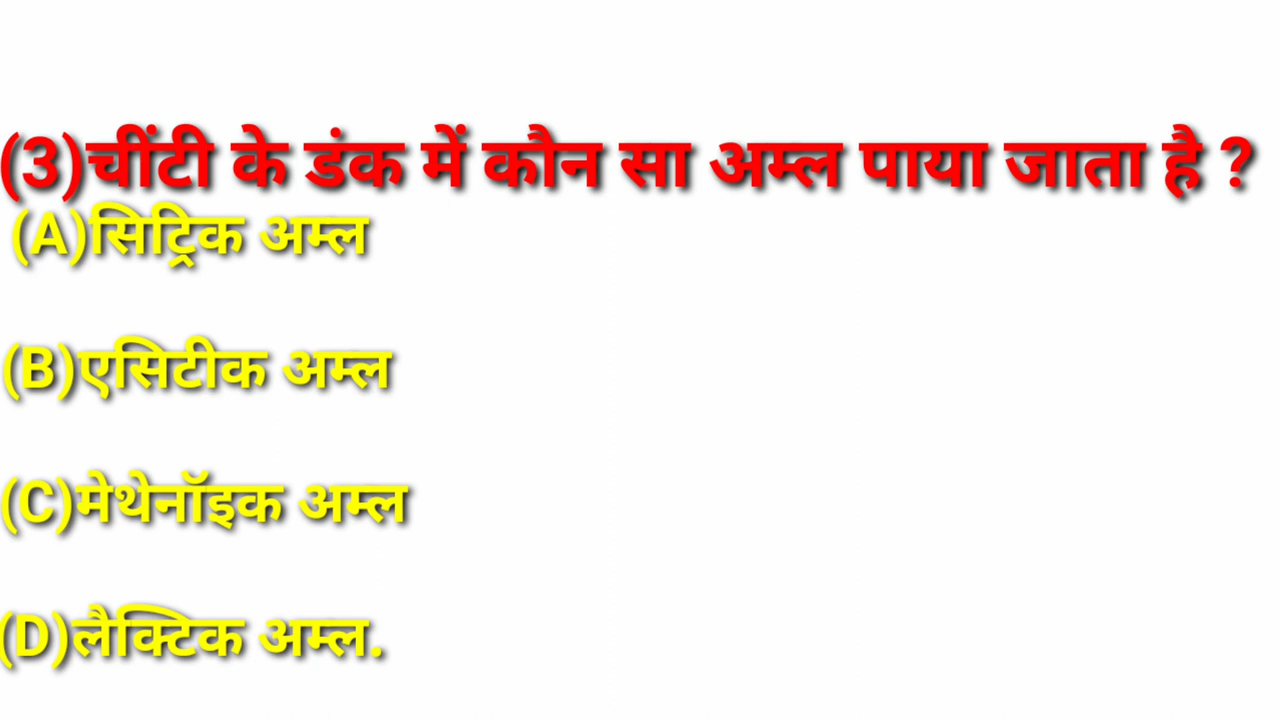 (3)चींटी के डंक में कौन सा अम्ल पाया जाता है ?
(A)सिट्रिक अम्ल
(B)एसिटीक अम्ल
(C)मेथेनॉइक अम्ल
(D)लैक्टिक अम्ल.